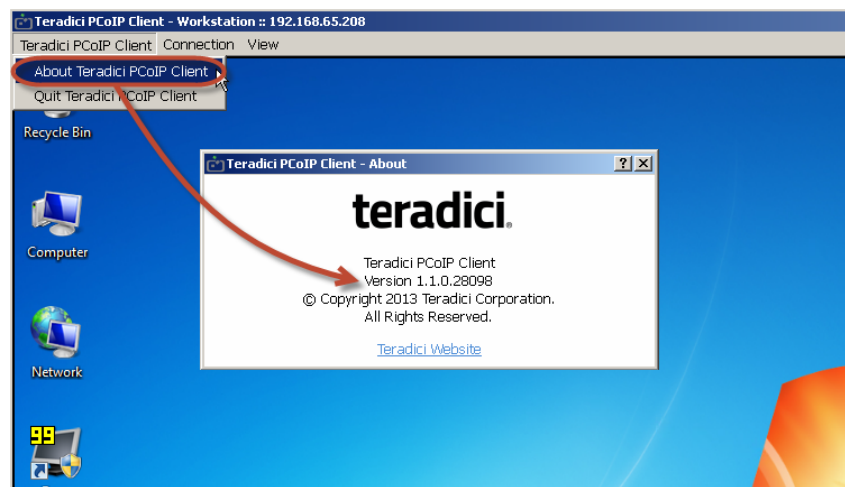 Teradici PCoIP Client - Workstation :: 192.168.65.208
Teradici PCoIP Client Connection View
About Teradici PCoIP Client
Quit Teradici PCoIP Client
Recycle Bin
Teradici PCoIP Client - About
teradici.
Computer
Teradici PCoIP Client
Version 1.1.0.28098
© Copyright 2013 Teradici Corporation.
All Rights Reserved.
Teradici Website
Network
99